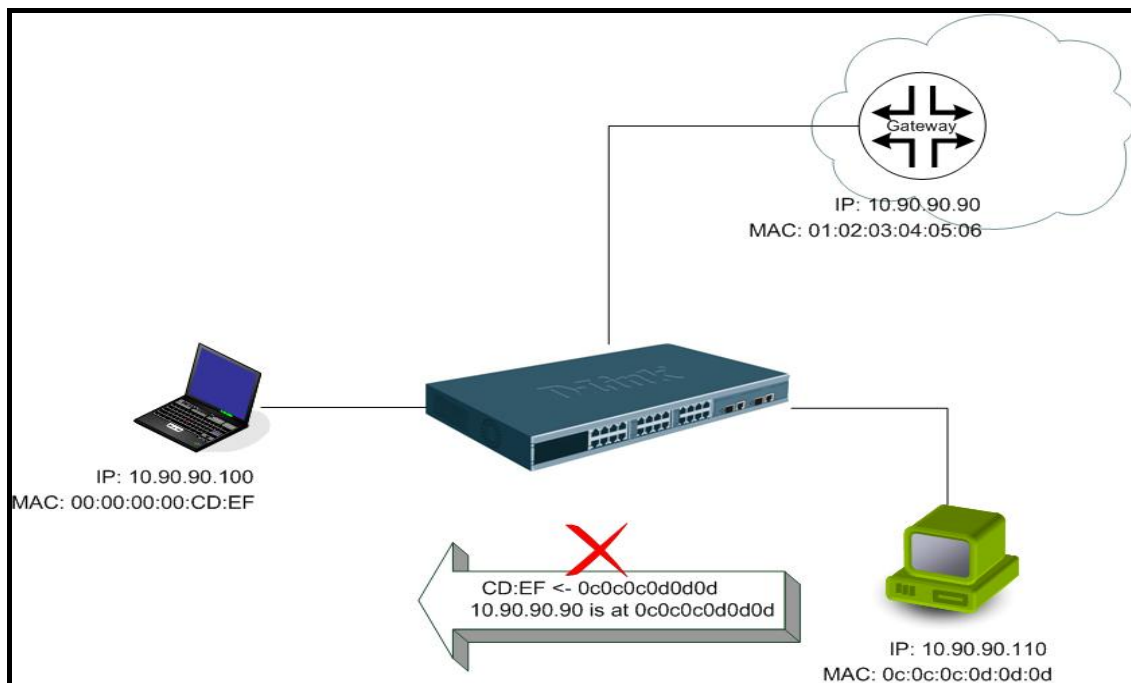 Gateway
IP: 10.90.90.90
MAC: 01:02:03:04:05:06
D-Link
IP: 10.90.90.100
MAC: 00:00:00:00:CD:EF
CD:EF <- 0c0c0c0d0d0d
10.90.90.90 is at 0c0c0c0d0d0d
IP: 10.90.90.110
MAC: 0c:0c:0c:0d:0d:0d